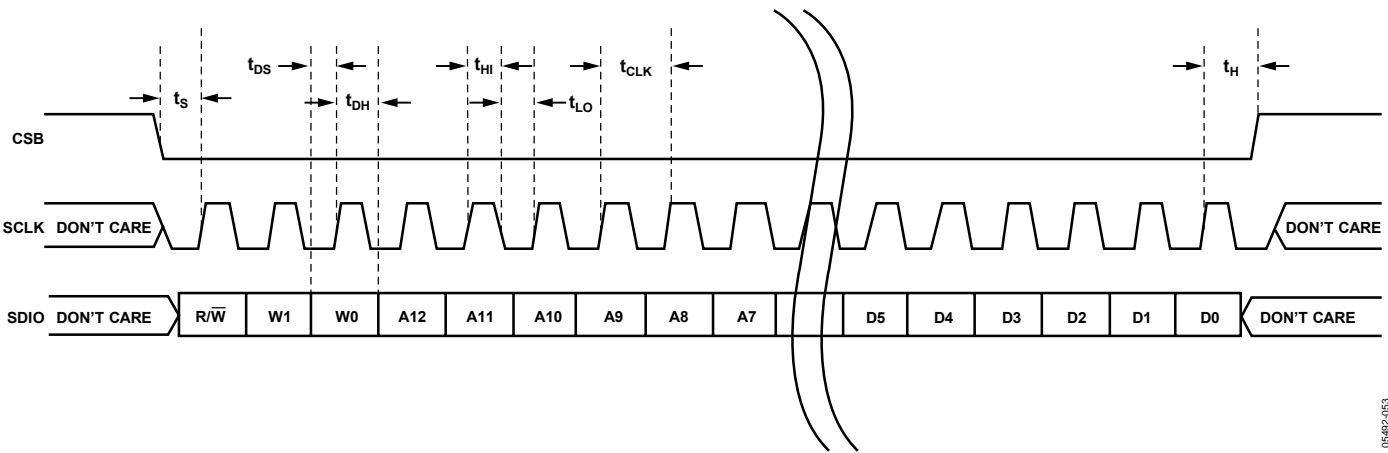 tDS
tHI
tCLK
tH
tS
tDH
tLO
CSB
SCLK DON'T CARE
DON'T CARE
SDIO DON'T CARE R/W̅ W1 W0 A12 A11 A10 A9 A8 A7 D5 D4 D3 D2 D1 D0 DON'T CARE
05492-053